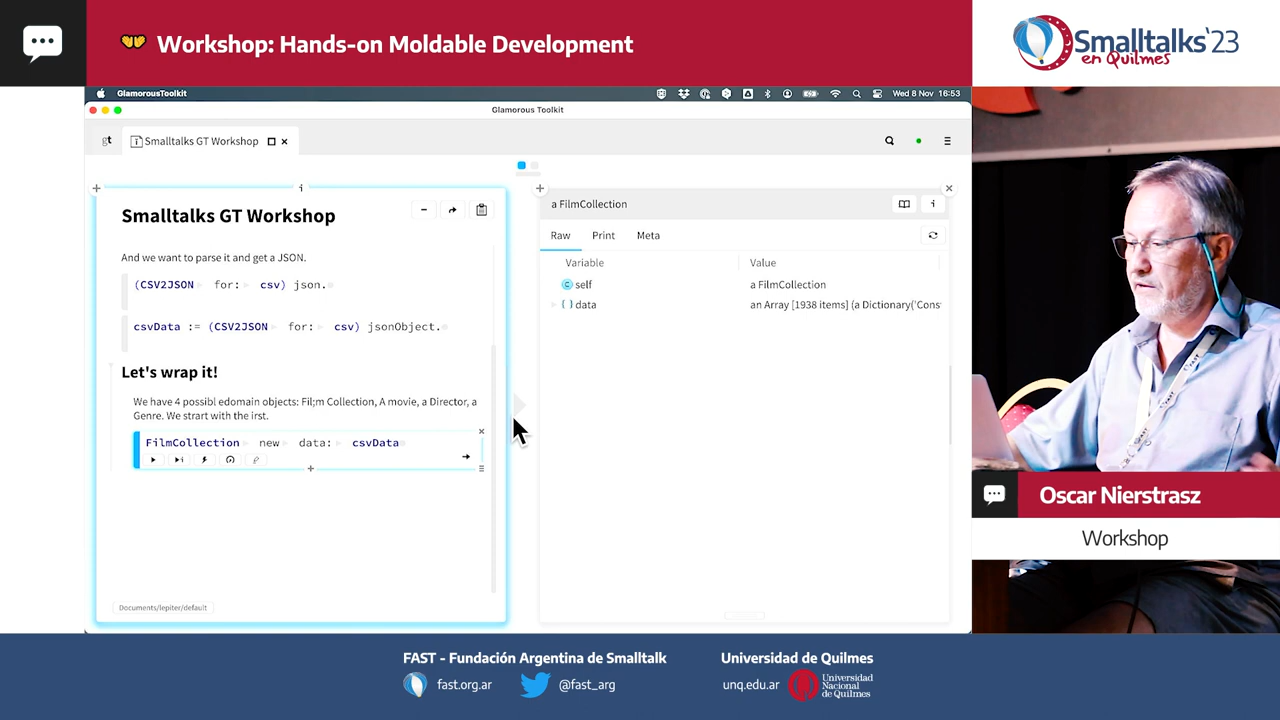 Workshop: Hands-on Moldable Development
Smalltalks'23
en Quilmes
GlamorousToolkit
Wed 8 Nov 16:53
Glamorous Toolkit
gt
Smalltalks GT Workshop
i
Smalltalks GT Workshop
And we want to parse it and get a JSON.
(CSV2JSON for: csv) json.
csvData := (CSV2JSON for: csv) jsonObject.
Let's wrap it!
We have 4 possibl edomain objects: Fil;m Collection, A movie, a Director, a
Genre. We strart with the irst.
FilmCollection new data: csvData
Documents/lepiter/default
a FilmCollection
i
Raw Print Meta
Variable Value
self a FilmCollection
data an Array [1938 items] (a Dictionary('Cons
FAST
Oscar Nierstrasz
Workshop
FAST - Fundación Argentina de Smalltalk
fast.org.ar @fast_arg
Universidad de Quilmes
unq.edu.ar
Universidad
Nacional
de Quilmes